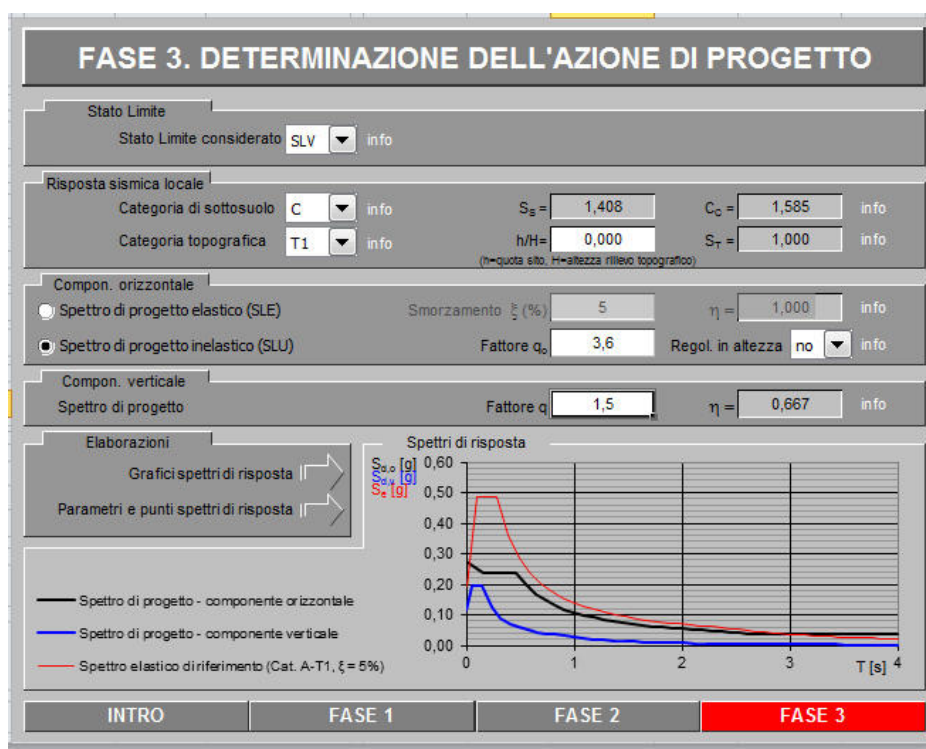 FASE 3. DETERMINAZIONE DELL'AZIONE DI PROGETTO
Stato Limite
Stato Limite considerato SLV info
Risposta sismica locale
Categoria di sottosuolo C info Sₛ = 1,408 C_C = 1,585 info
Categoria topografica T1 info h/H= 0,000 S_T = 1,000 info
(h=quota sito, H=altezza rilievo topografico)
Compon. orizzontale
Spettro di progetto elastico (SLE) Smorzamento ξ (%) 5 η = 1,000 info
Spettro di progetto inelastico (SLU) Fattore qₒ 3,6 Regol. in altezza no info
Compon. verticale
Spettro di progetto Fattore q 1,5 η = 0,667 info
Elaborazioni
Grafici spettri di risposta
Parametri e punti spettri di risposta
Spettri di risposta
S_d,o [g]
S_d,v [g]
S_e [g]
0,60
0,50
0,40
0,30
0,20
0,10
0,00
0 1 2 3 T [s] 4
Spettro di progetto - componente orizzontale
Spettro di progetto - componente verticale
Spettro elastico di riferimento (Cat. A-T1, ξ = 5%)
INTRO FASE 1 FASE 2 FASE 3